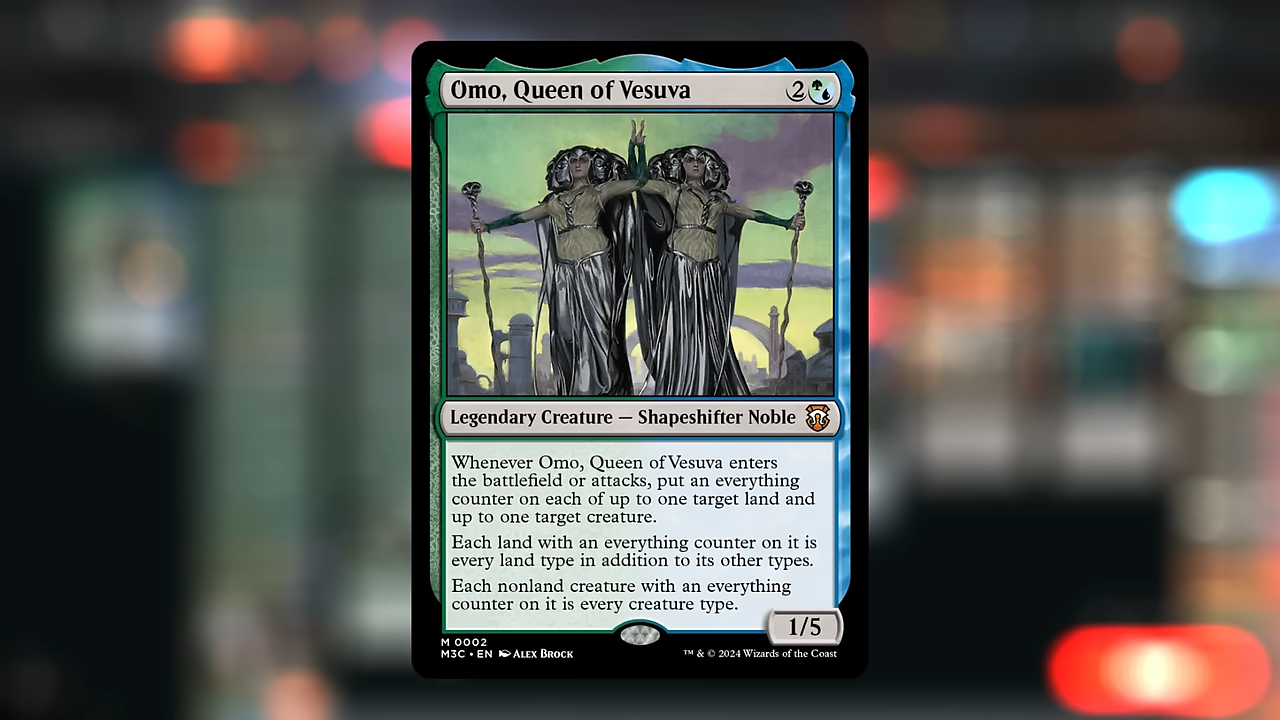 Omo, Queen of Vesuva 2
Legendary Creature — Shapeshifter Noble
Whenever Omo, Queen of Vesuva enters
the battlefield or attacks, put an everything
counter on each of up to one target land and
up to one target creature.
Each land with an everything counter on it is
every land type in addition to its other types.
Each nonland creature with an everything
counter on it is every creature type.
1/5
M 0002
M3C • EN ALEX BROCK
™ & © 2024 Wizards of the Coast